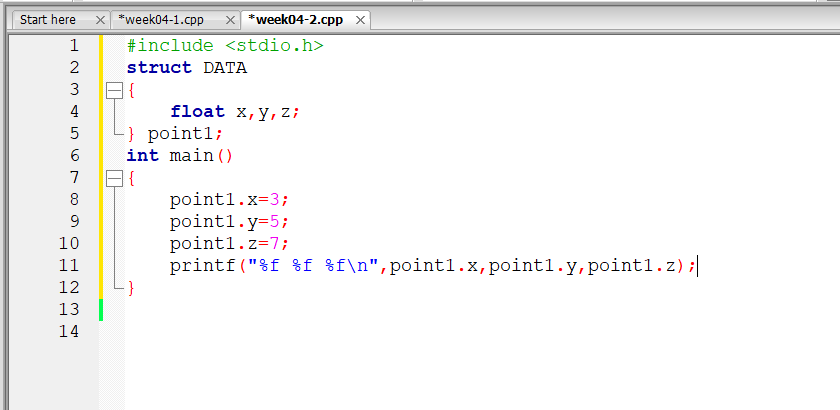 Start here *week04-1.cpp *week04-2.cpp
1 #include <stdio.h>
2 struct DATA
3 {
4 float x,y,z;
5 } point1;
6 int main()
7 {
8 point1.x=3;
9 point1.y=5;
10 point1.z=7;
11 printf("%f %f %f\n",point1.x,point1.y,point1.z);
12 }
13
14